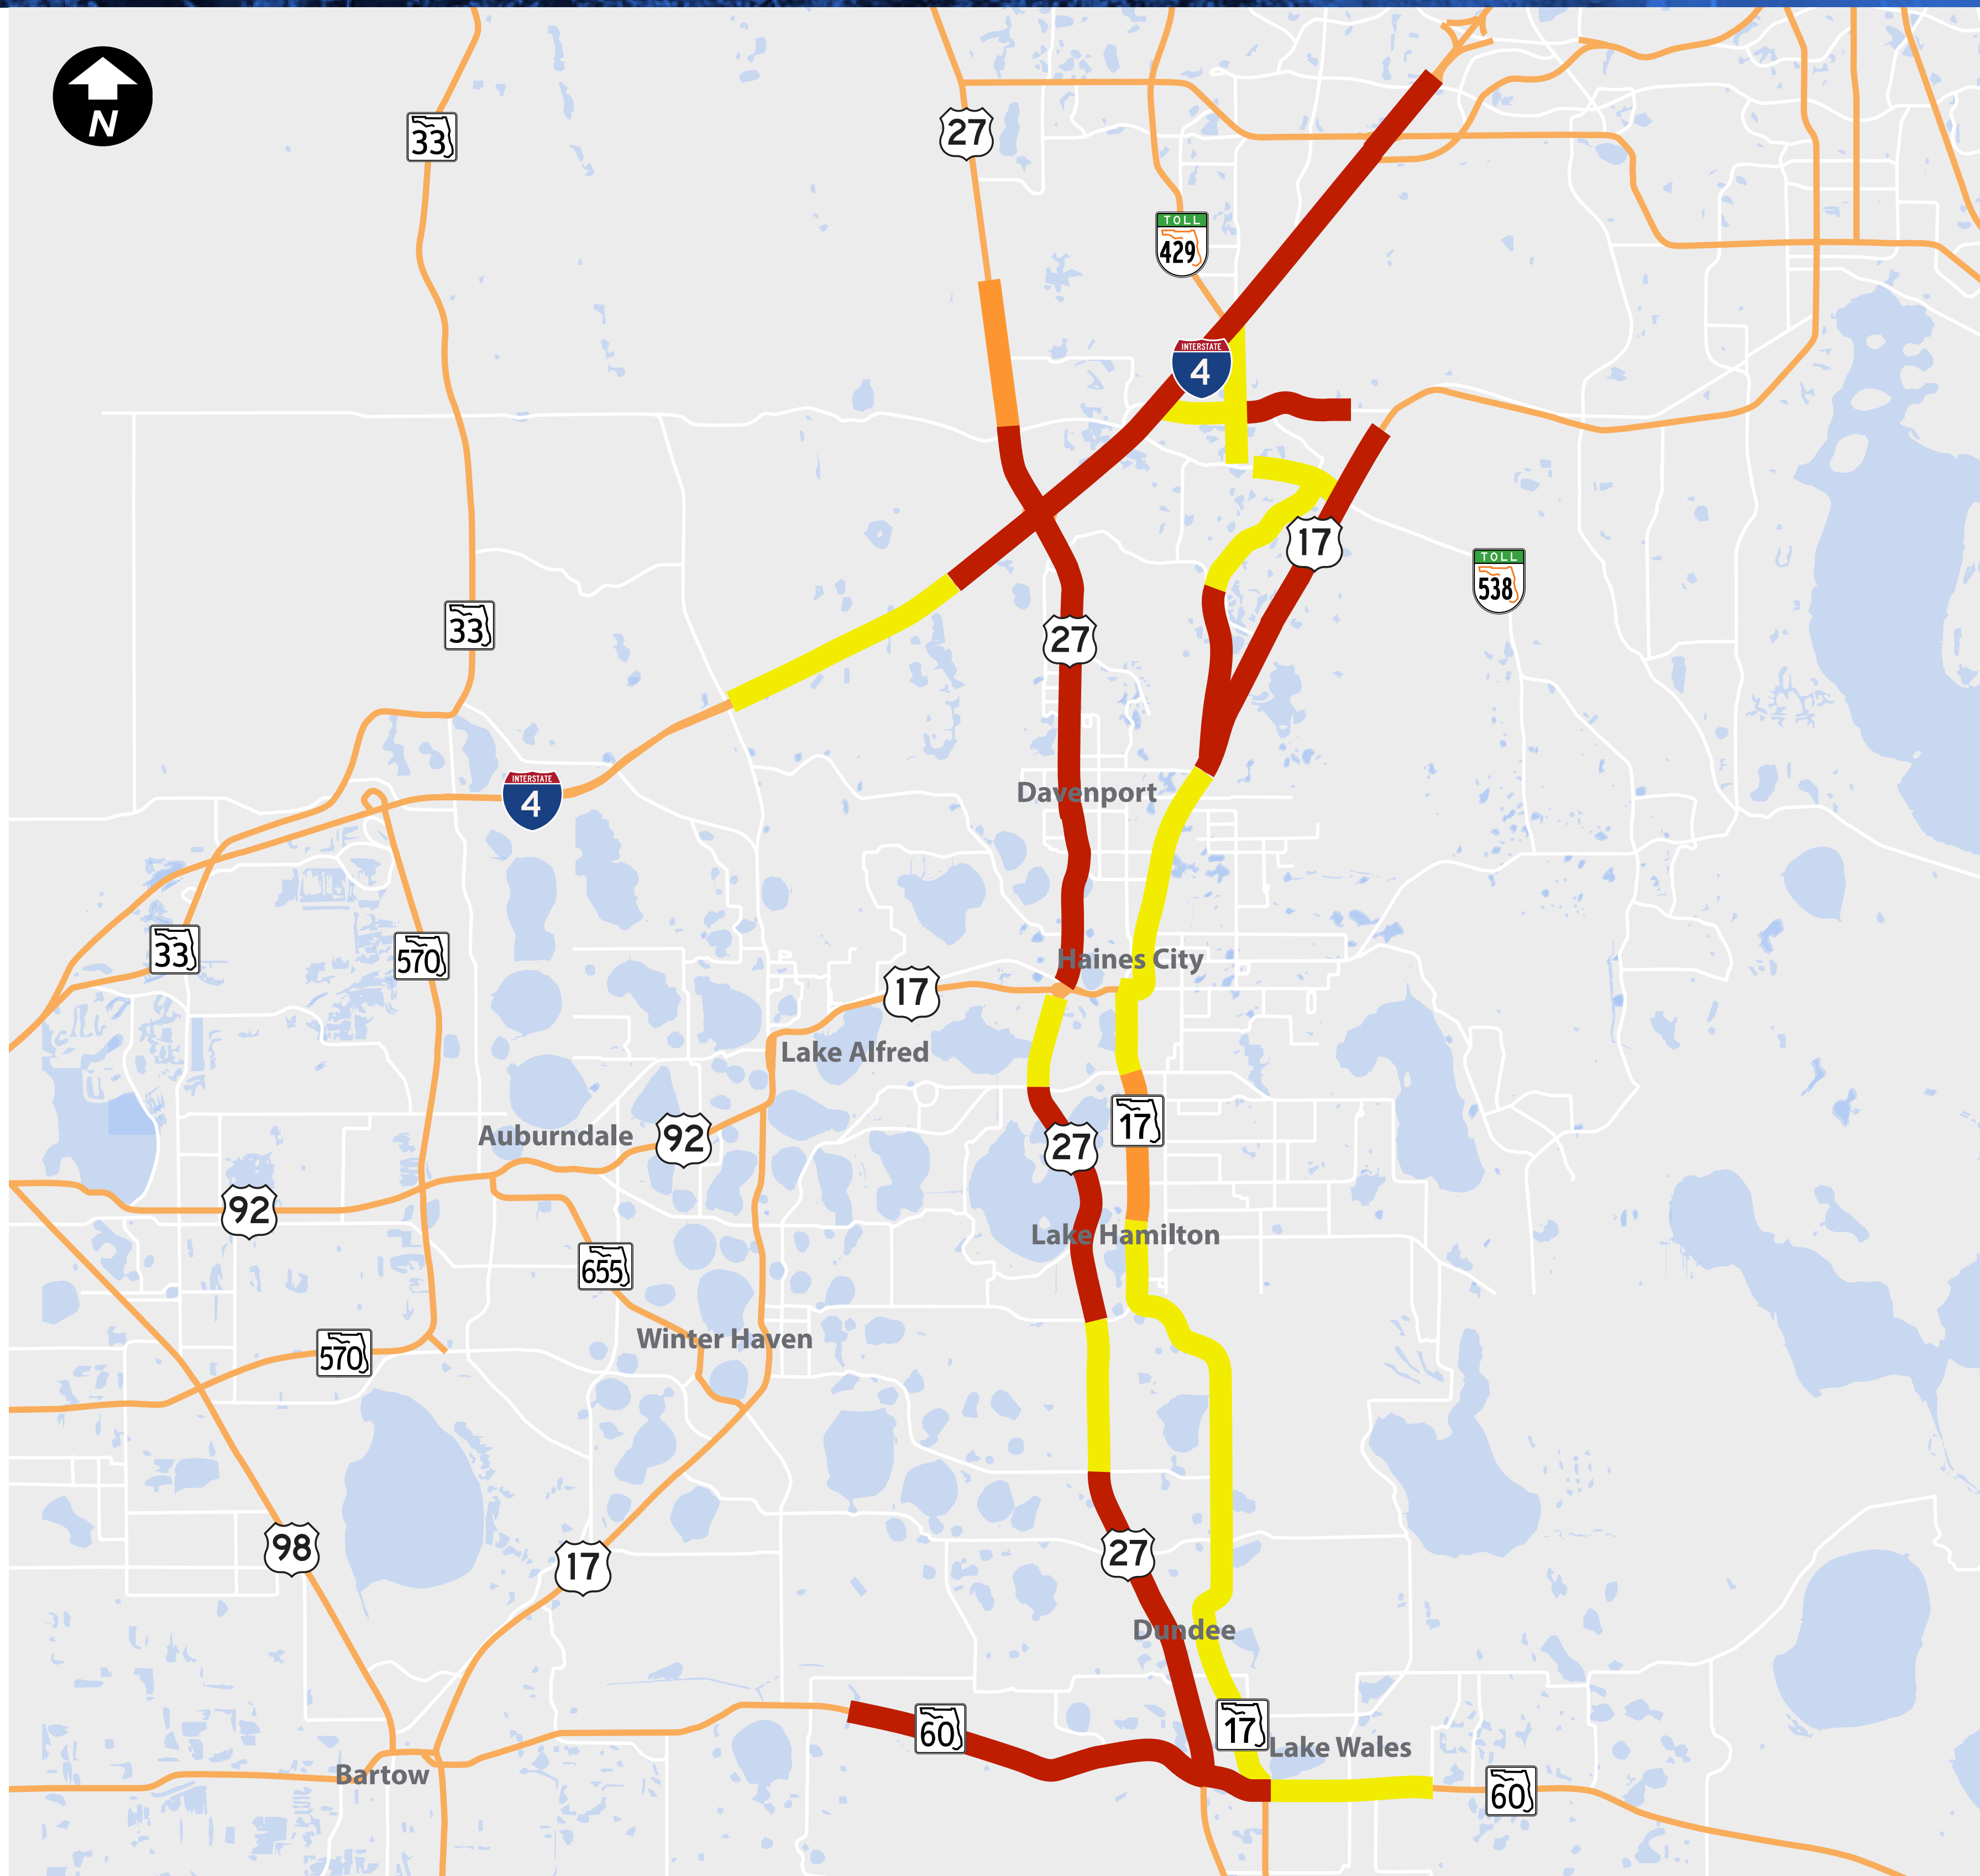 N
33
27
TOLL
429
INTERSTATE
4
17
TOLL
538
33
27
INTERSTATE
4
Davenport
33
570
Haines City
17
Lake Alfred
17
Auburndale
92
27
92
Lake Hamilton
655
Winter Haven
570
98
17
27
Dundee
60
17
Lake Wales
Bartow
60